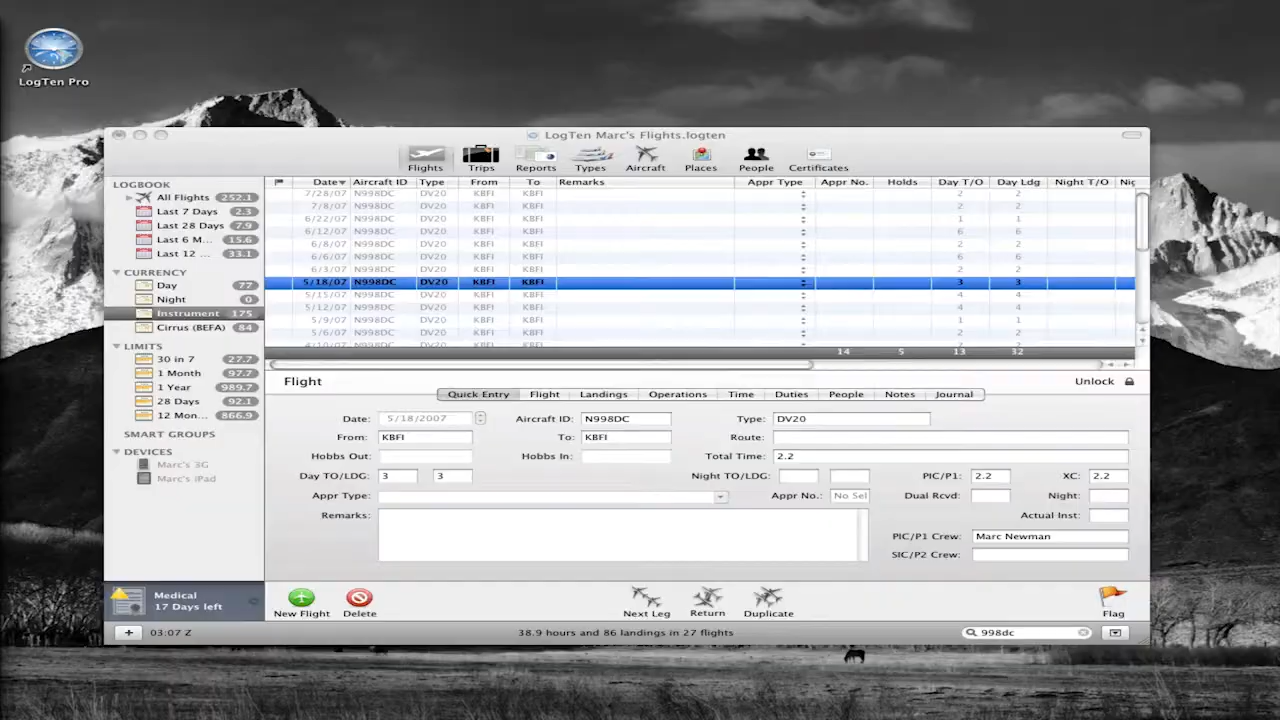 LogTen Pro
LogTen Marc's Flights.logten
Flights Trips Reports Types Aircraft Places People Certificates
LOGBOOK
All Flights 252.1
Last 7 Days 2.3
Last 28 Days 7.9
Last 6 M... 15.6
Last 12 ... 33.1
CURRENCY
Day 77
Night 0
Instrument 175
Cirrus (BEFA) 84
LIMITS
30 in 7 27.7
1 Month 97.7
1 Year 989.7
28 Days 92.1
12 Mon... 866.9
SMART GROUPS
DEVICES
Marc's 3G
Marc's iPad
Medical
17 Days left
Date Aircraft ID Type From To Remarks Appr Type Appr No. Holds Day T/O Day Ldg Night T/O Nig
7/28/07 N998DC DV20 KBFI KBFI 2 2
7/8/07 N998DC DV20 KBFI KBFI 2 2
6/22/07 N998DC DV20 KBFI KBFI 1 1
6/12/07 N998DC DV20 KBFI KBFI 6 6
6/8/07 N998DC DV20 KBFI KBFI 2 2
6/6/07 N998DC DV20 KBFI KBFI 6 6
6/3/07 N998DC DV20 KBFI KBFI 2 2
5/18/07 N998DC DV20 KBFI KBFI 3 3
5/15/07 N998DC DV20 KBFI KBFI 4 4
5/12/07 N998DC DV20 KBFI KBFI 4 4
5/9/07 N998DC DV20 KBFI KBFI 1 1
5/6/07 N998DC DV20 KBFI KBFI 2 2
N998DC DV20 KBFI KBFI
14 5 13 32
Flight Unlock
Quick Entry Flight Landings Operations Time Duties People Notes Journal
Date: 5/18/2007 Aircraft ID: N998DC Type: DV20
From: KBFI To: KBFI Route:
Hobbs Out: Hobbs In: Total Time: 2.2
Day TO/LDG: 3 3 Night TO/LDG: PIC/P1: 2.2 XC: 2.2
Appr Type: Appr No.: No Sel Dual Rcvd: Night:
Remarks: Actual Inst:
PIC/P1 Crew: Marc Newman
SIC/P2 Crew:
New Flight Delete Next Leg Return Duplicate Flag
+ 03:07 Z 38.9 hours and 86 landings in 27 flights 998dc